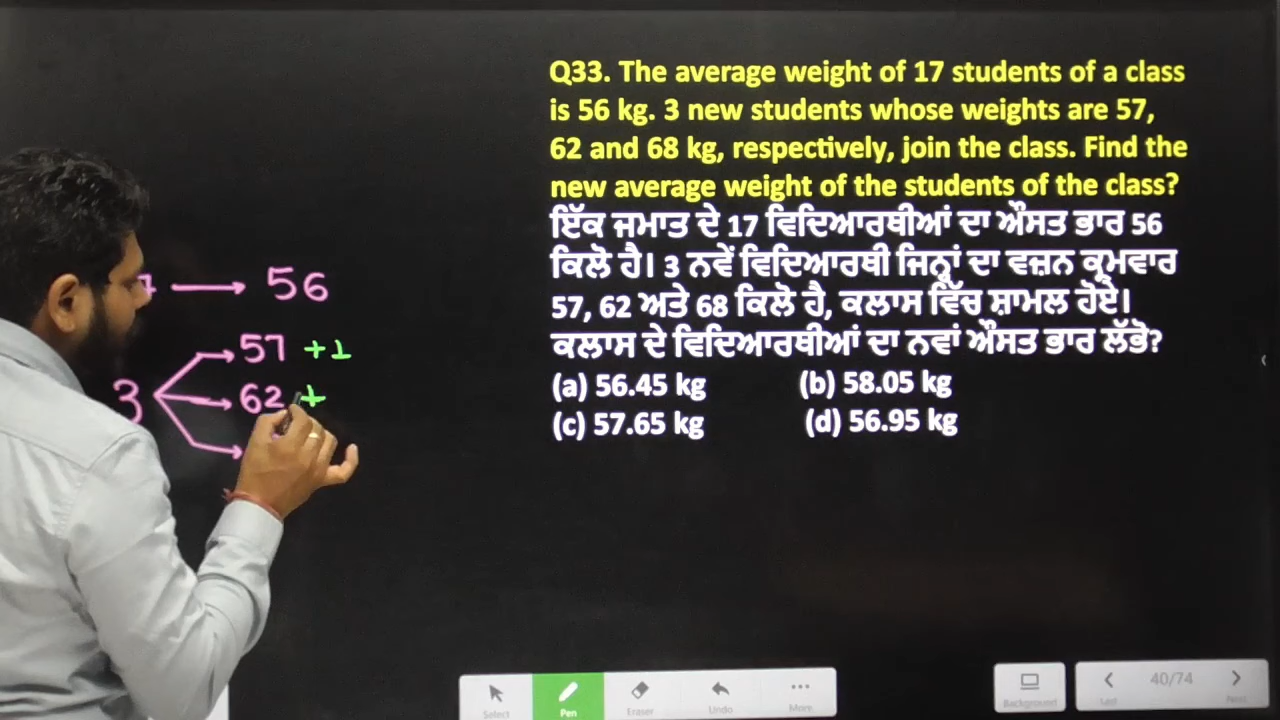 Q33. The average weight of 17 students of a class
is 56 kg. 3 new students whose weights are 57,
62 and 68 kg, respectively, join the class. Find the
new average weight of the students of the class?
ਇੱਕ ਜਮਾਤ ਦੇ 17 ਵਿਦਿਆਰਥੀਆਂ ਦਾ ਔਸਤ ਭਾਰ 56
ਕਿਲੋ ਹੈ। 3 ਨਵੇਂ ਵਿਦਿਆਰਥੀ ਜਿਨ੍ਹਾਂ ਦਾ ਵਜ਼ਨ ਕ੍ਰਮਵਾਰ
57, 62 ਅਤੇ 68 ਕਿਲੋ ਹੈ, ਕਲਾਸ ਵਿੱਚ ਸ਼ਾਮਲ ਹੋਏ।
ਕਲਾਸ ਦੇ ਵਿਦਿਆਰਥੀਆਂ ਦਾ ਨਵਾਂ ਔਸਤ ਭਾਰ ਲੱਭੋ?
(a) 56.45 kg (b) 58.05 kg
(c) 57.65 kg (d) 56.95 kg
→ 56
57 +1
3 62 +
Select Pen Eraser Undo More
Background
40/74
Last Next